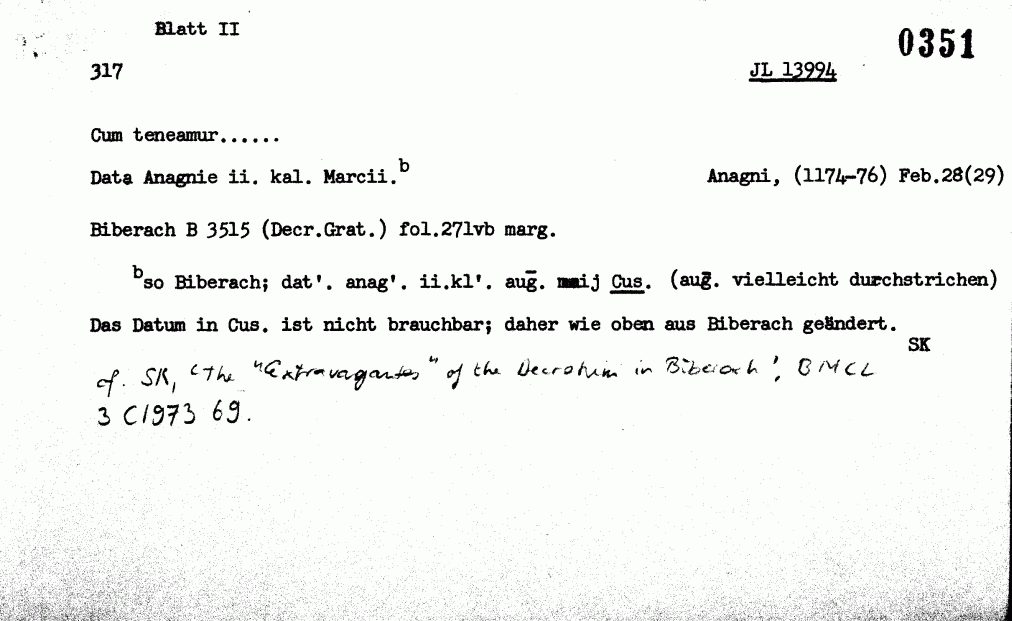 Blatt II
0351
317 JL 13994
Cum teneamur......
Data Anagnie ii. kal. Marcii.b Anagni, (1174-76) Feb.28(29)
Biberach B 3515 (Decr.Grat.) fol.271vb marg.
b so Biberach; dat'. anag'. ii.kl'. aug̅. maij Cus. (aug̅. vielleicht durchstrichen)
Das Datum in Cus. ist nicht brauchbar; daher wie oben aus Biberach geändert.
SK
cf. SK, 'The "Extravagantes" of the Decretum in Biberach', BMCL
3 (1973 69.